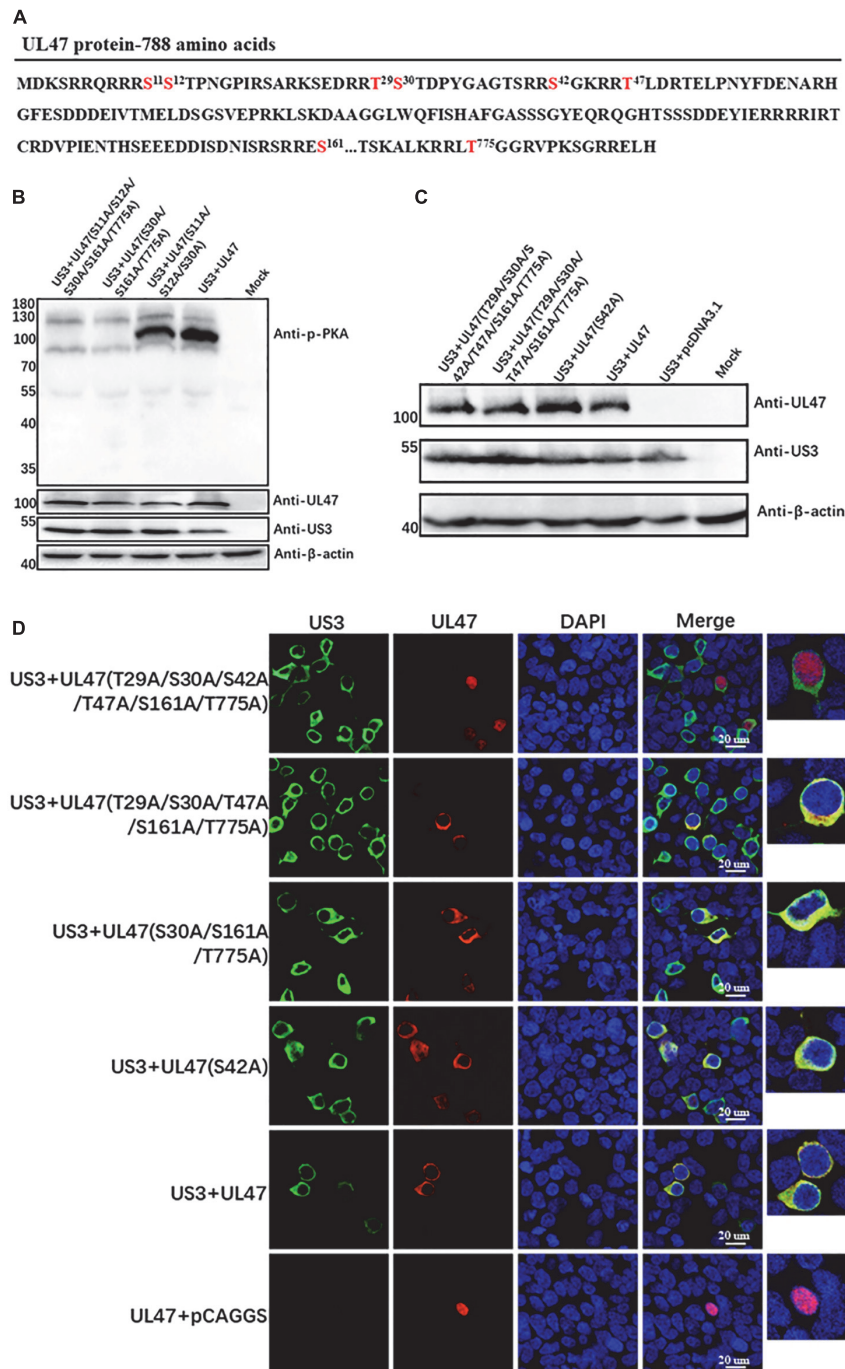 A
UL47 protein-788 amino acids
MDKSRRQRRRS11S12TPNGPIRSARKSEDRRT29S30TDPYGAGTSRRS42GKRRT47LDRTELPNYFDENARH
GFESDDDEIVTMELDSGSVEPRKLSKDAAGGLWQFISHAFGASSSGYEQRQGHTSSSDDEYIERRRRIRT
CRDVPIENTHSEEEDDISDNISRSRRES161...TSKALKRRLT775GGRVPKSGRRELH
B
US3+UL47(S11A/S12A/
S30A/S161A/T775A)
US3+UL47(S30A/
S161A/T775A)
US3+UL47(S11A/
S12A/S30A)
US3+UL47
Mock
180
130
100
70
55
40
35
Anti-p-PKA
100
Anti-UL47
55
Anti-US3
40
Anti-β-actin
C
US3+UL47(T29A/S30A/S
42A/T47A/S161A/T775A)
US3+UL47(T29A/S30A/
T47A/S161A/T775A)
US3+UL47(S42A)
US3+UL47
US3+pcDNA3.1
Mock
100
Anti-UL47
55
Anti-US3
40
Anti-β-actin
D
US3 UL47 DAPI Merge
US3+UL47(T29A/S30A/S42A
/T47A/S161A/T775A)
20 um
US3+UL47(T29A/S30A/T47A
/S161A/T775A)
20 um
US3+UL47(S30A/S161A
/T775A)
20 um
US3+UL47(S42A)
20 um
US3+UL47
20 um
UL47+pCAGGS
20 um